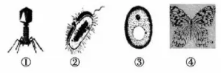 ① ② ③ ④